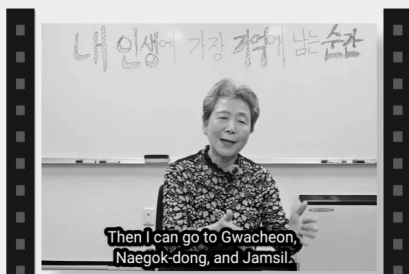 내 인생에 가장 기억에 남는 순간
Then I can go to Gwacheon,
Naegok-dong, and Jamsil.